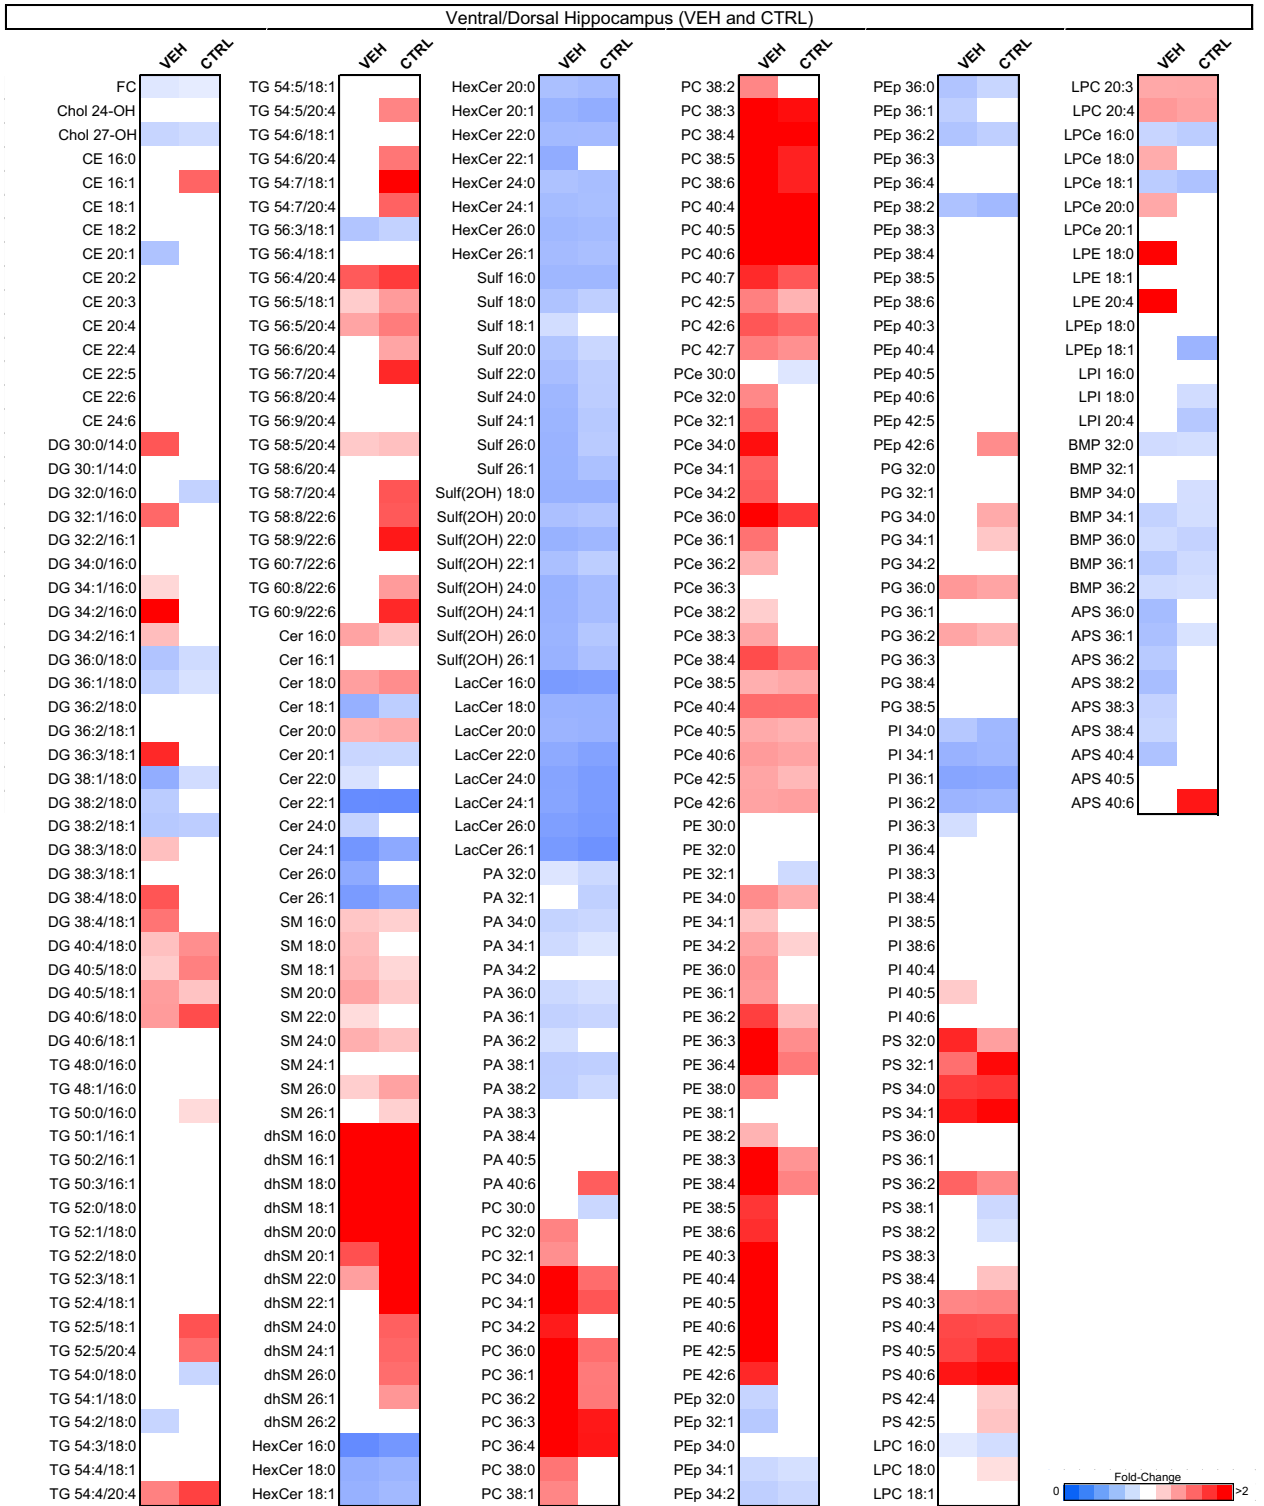 Ventral/Dorsal Hippocampus (VEH and CTRL)
VEH CTRL
FC
Chol 24-OH
Chol 27-OH
CE 16:0
CE 16:1
CE 18:1
CE 18:2
CE 20:1
CE 20:2
CE 20:3
CE 20:4
CE 22:4
CE 22:5
CE 22:6
CE 24:6
DG 30:0/14:0
DG 30:1/14:0
DG 32:0/16:0
DG 32:1/16:0
DG 32:2/16:1
DG 34:0/16:0
DG 34:1/16:0
DG 34:2/16:0
DG 34:2/16:1
DG 36:0/18:0
DG 36:1/18:0
DG 36:2/18:0
DG 36:2/18:1
DG 36:3/18:1
DG 38:1/18:0
DG 38:2/18:0
DG 38:2/18:1
DG 38:3/18:0
DG 38:3/18:1
DG 38:4/18:0
DG 38:4/18:1
DG 40:4/18:0
DG 40:5/18:0
DG 40:5/18:1
DG 40:6/18:0
DG 40:6/18:1
TG 48:0/16:0
TG 48:1/16:0
TG 50:0/16:0
TG 50:1/16:1
TG 50:2/16:1
TG 50:3/16:1
TG 52:0/18:0
TG 52:1/18:0
TG 52:2/18:0
TG 52:3/18:1
TG 52:4/18:1
TG 52:5/18:1
TG 52:5/20:4
TG 54:0/18:0
TG 54:1/18:0
TG 54:2/18:0
TG 54:3/18:0
TG 54:4/18:1
TG 54:4/20:4
VEH CTRL
TG 54:5/18:1
TG 54:5/20:4
TG 54:6/18:1
TG 54:6/20:4
TG 54:7/18:1
TG 54:7/20:4
TG 56:3/18:1
TG 56:4/18:1
TG 56:4/20:4
TG 56:5/18:1
TG 56:5/20:4
TG 56:6/20:4
TG 56:7/20:4
TG 56:8/20:4
TG 56:9/20:4
TG 58:5/20:4
TG 58:6/20:4
TG 58:7/20:4
TG 58:8/22:6
TG 58:9/22:6
TG 60:7/22:6
TG 60:8/22:6
TG 60:9/22:6
Cer 16:0
Cer 16:1
Cer 18:0
Cer 18:1
Cer 20:0
Cer 20:1
Cer 22:0
Cer 22:1
Cer 24:0
Cer 24:1
Cer 26:0
Cer 26:1
SM 16:0
SM 18:0
SM 18:1
SM 20:0
SM 22:0
SM 24:0
SM 24:1
SM 26:0
SM 26:1
dhSM 16:0
dhSM 16:1
dhSM 18:0
dhSM 18:1
dhSM 20:0
dhSM 20:1
dhSM 22:0
dhSM 22:1
dhSM 24:0
dhSM 24:1
dhSM 26:0
dhSM 26:1
dhSM 26:2
HexCer 16:0
HexCer 18:0
HexCer 18:1
VEH CTRL
HexCer 20:0
HexCer 20:1
HexCer 22:0
HexCer 22:1
HexCer 24:0
HexCer 24:1
HexCer 26:0
HexCer 26:1
Sulf 16:0
Sulf 18:0
Sulf 18:1
Sulf 20:0
Sulf 22:0
Sulf 24:0
Sulf 24:1
Sulf 26:0
Sulf 26:1
Sulf(2OH) 18:0
Sulf(2OH) 20:0
Sulf(2OH) 22:0
Sulf(2OH) 22:1
Sulf(2OH) 24:0
Sulf(2OH) 24:1
Sulf(2OH) 26:0
Sulf(2OH) 26:1
LacCer 16:0
LacCer 18:0
LacCer 20:0
LacCer 22:0
LacCer 24:0
LacCer 24:1
LacCer 26:0
LacCer 26:1
PA 32:0
PA 32:1
PA 34:0
PA 34:1
PA 34:2
PA 36:0
PA 36:1
PA 36:2
PA 38:1
PA 38:2
PA 38:3
PA 38:4
PA 40:5
PA 40:6
PC 30:0
PC 32:0
PC 32:1
PC 34:0
PC 34:1
PC 34:2
PC 36:0
PC 36:1
PC 36:2
PC 36:3
PC 36:4
PC 38:0
PC 38:1
VEH CTRL
PC 38:2
PC 38:3
PC 38:4
PC 38:5
PC 38:6
PC 40:4
PC 40:5
PC 40:6
PC 40:7
PC 42:5
PC 42:6
PC 42:7
PCe 30:0
PCe 32:0
PCe 32:1
PCe 34:0
PCe 34:1
PCe 34:2
PCe 36:0
PCe 36:1
PCe 36:2
PCe 36:3
PCe 38:2
PCe 38:3
PCe 38:4
PCe 38:5
PCe 40:4
PCe 40:5
PCe 40:6
PCe 42:5
PCe 42:6
PE 30:0
PE 32:0
PE 32:1
PE 34:0
PE 34:1
PE 34:2
PE 36:0
PE 36:1
PE 36:2
PE 36:3
PE 36:4
PE 38:0
PE 38:1
PE 38:2
PE 38:3
PE 38:4
PE 38:5
PE 38:6
PE 40:3
PE 40:4
PE 40:5
PE 40:6
PE 42:5
PE 42:6
PEp 32:0
PEp 32:1
PEp 34:0
PEp 34:1
PEp 34:2
VEH CTRL
PEp 36:0
PEp 36:1
PEp 36:2
PEp 36:3
PEp 36:4
PEp 38:2
PEp 38:3
PEp 38:4
PEp 38:5
PEp 38:6
PEp 40:3
PEp 40:4
PEp 40:5
PEp 40:6
PEp 42:5
PEp 42:6
PG 32:0
PG 32:1
PG 34:0
PG 34:1
PG 34:2
PG 36:0
PG 36:1
PG 36:2
PG 36:3
PG 38:4
PG 38:5
PI 34:0
PI 34:1
PI 36:1
PI 36:2
PI 36:3
PI 36:4
PI 38:3
PI 38:4
PI 38:5
PI 38:6
PI 40:4
PI 40:5
PI 40:6
PS 32:0
PS 32:1
PS 34:0
PS 34:1
PS 36:0
PS 36:1
PS 36:2
PS 38:1
PS 38:2
PS 38:3
PS 38:4
PS 40:3
PS 40:4
PS 40:5
PS 40:6
PS 42:4
PS 42:5
LPC 16:0
LPC 18:0
LPC 18:1
VEH CTRL
LPC 20:3
LPC 20:4
LPCe 16:0
LPCe 18:0
LPCe 18:1
LPCe 20:0
LPCe 20:1
LPE 18:0
LPE 18:1
LPE 20:4
LPEp 18:0
LPEp 18:1
LPI 16:0
LPI 18:0
LPI 20:4
BMP 32:0
BMP 32:1
BMP 34:0
BMP 34:1
BMP 36:0
BMP 36:1
BMP 36:2
APS 36:0
APS 36:1
APS 36:2
APS 38:2
APS 38:3
APS 38:4
APS 40:4
APS 40:5
APS 40:6
Fold-Change
0 >2